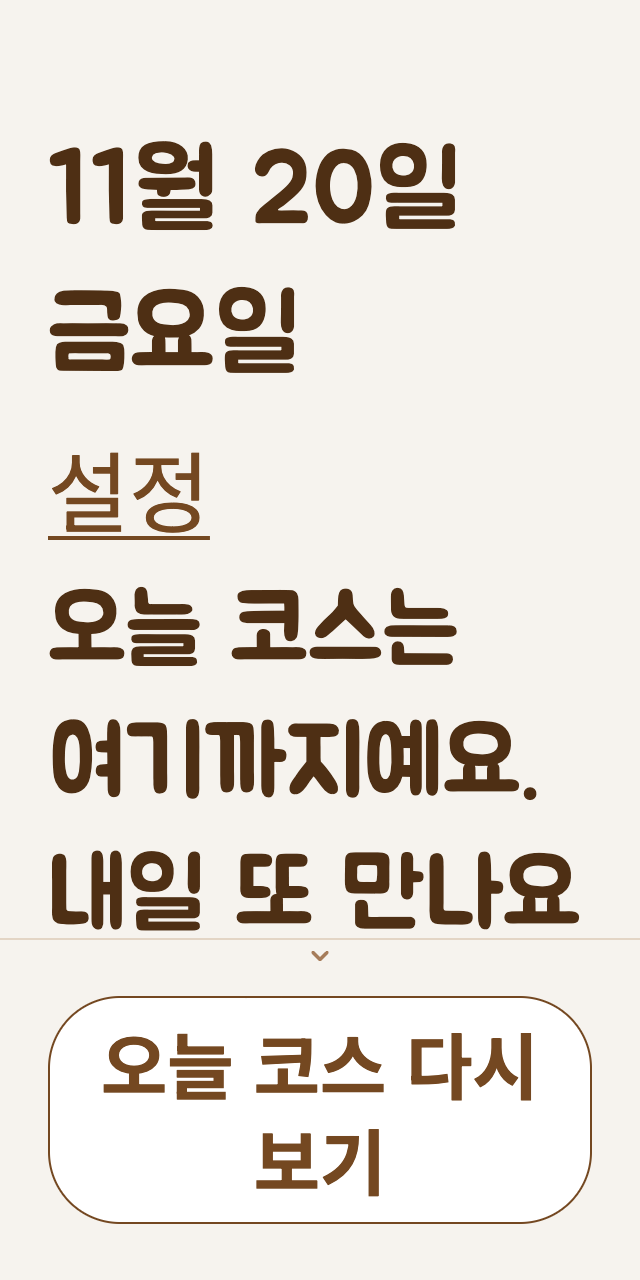 11월 20일
금요일
설정
오늘 코스는
여기까지예요.
내일 또 만나요
오늘 코스 다시
보기